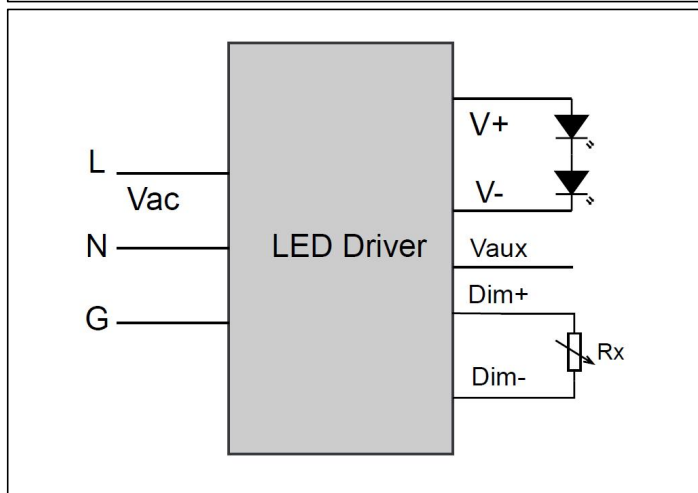 L
Vac
N
G
LED Driver
V+
V-
Vaux
Dim+
Dim-
Rx